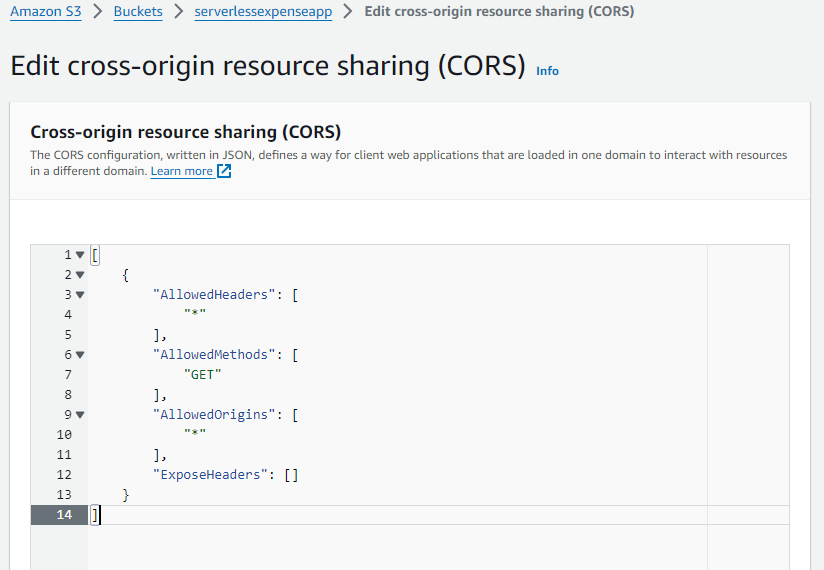 Amazon S3 > Buckets > serverlessexpenseapp > Edit cross-origin resource sharing (CORS)
Edit cross-origin resource sharing (CORS) Info
Cross-origin resource sharing (CORS)
The CORS configuration, written in JSON, defines a way for client web applications that are loaded in one domain to interact with resources
in a different domain. Learn more
1 [
2 {
3 "AllowedHeaders": [
4 "*"
5 ],
6 "AllowedMethods": [
7 "GET"
8 ],
9 "AllowedOrigins": [
10 "*"
11 ],
12 "ExposeHeaders": []
13 }
14 ]